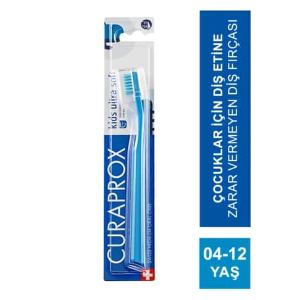 kids ultra soft
CURAPROX
ÇOCUKLAR İÇİN DİŞ ETİNE
ZARAR VERMEYEN DİŞ FIRÇASI
04-12
YAŞ